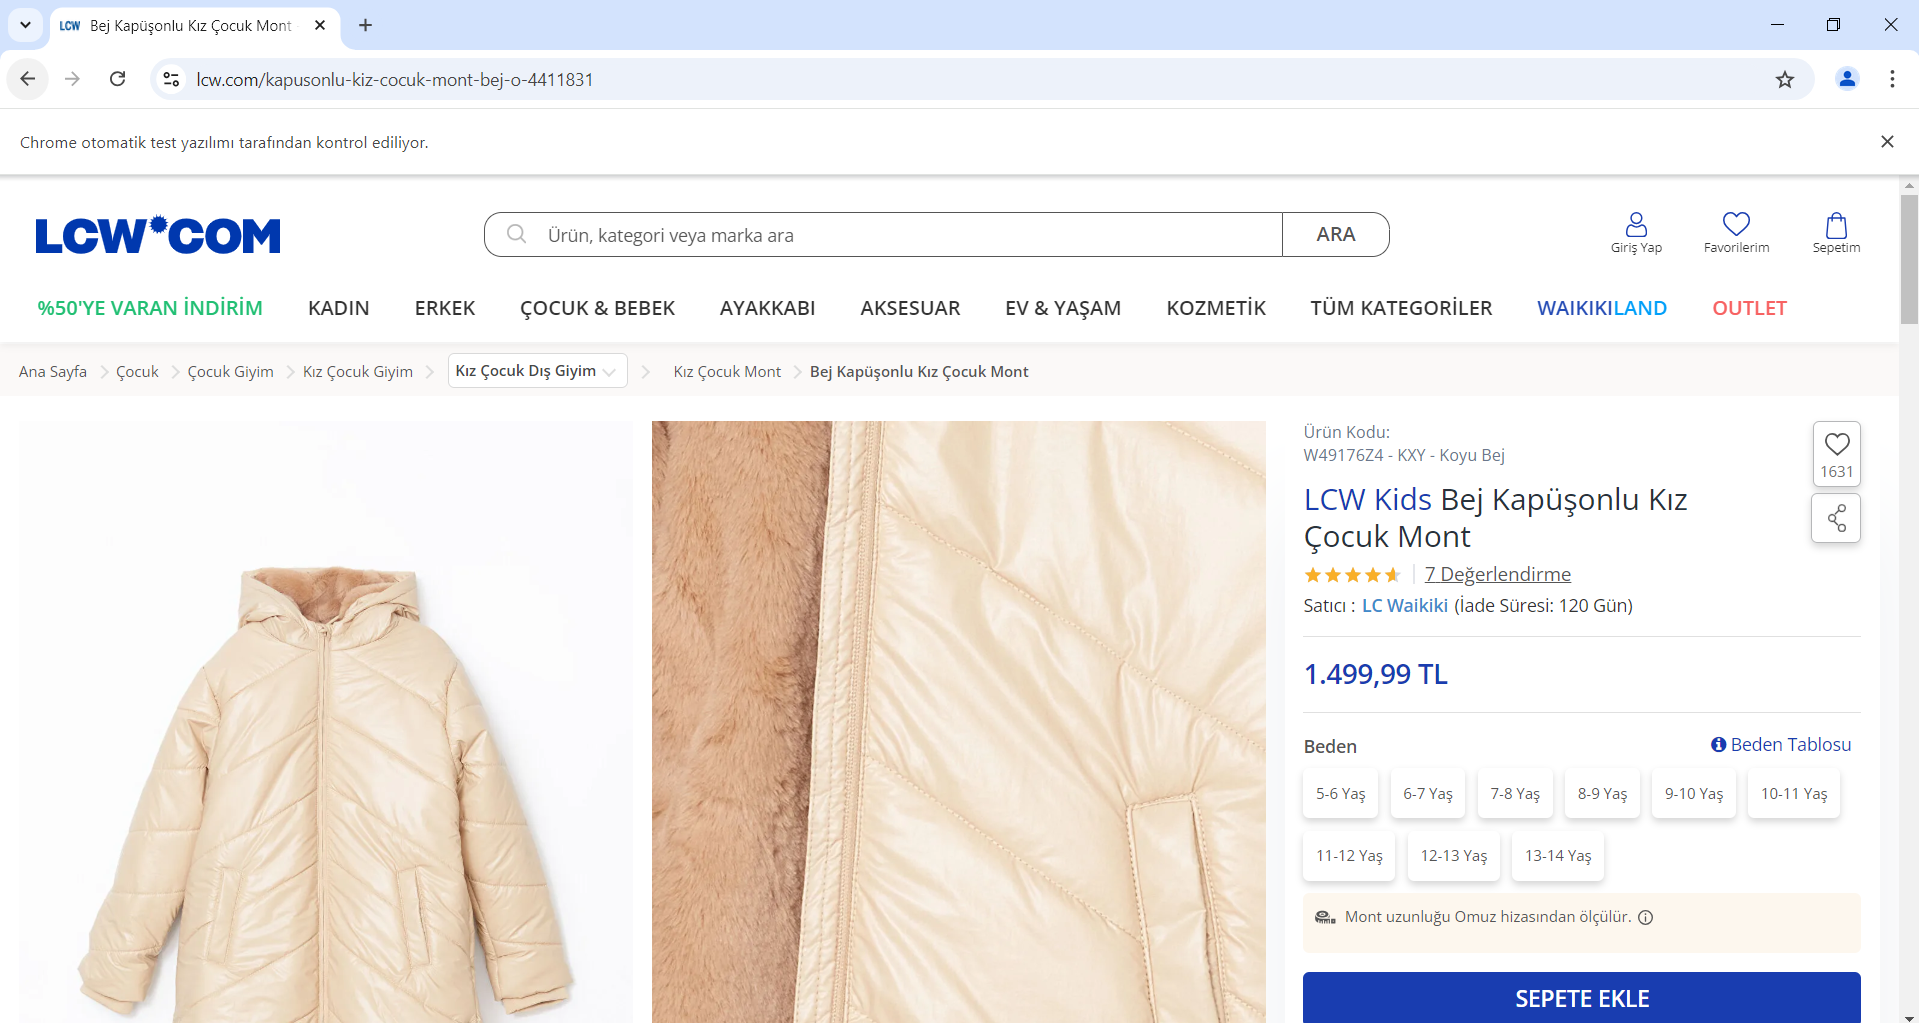 LCW Bej Kapüşonlu Kız Çocuk Mont
lcw.com/kapusonlu-kiz-cocuk-mont-bej-o-4411831
Chrome otomatik test yazılımı tarafından kontrol ediliyor.
LCW COM
Ürün, kategori veya marka ara
ARA
Giriş Yap
Favorilerim
Sepetim
%50'YE VARAN İNDİRİM KADIN ERKEK ÇOCUK & BEBEK AYAKKABI AKSESUAR EV & YAŞAM KOZMETİK TÜM KATEGORİLER WAIKIKILAND OUTLET
Ana Sayfa Çocuk Çocuk Giyim Kız Çocuk Giyim Kız Çocuk Dış Giyim Kız Çocuk Mont Bej Kapüşonlu Kız Çocuk Mont
Ürün Kodu:
W49176Z4 - KXY - Koyu Bej
1631
LCW Kids Bej Kapüşonlu Kız
Çocuk Mont
7 Değerlendirme
Satıcı : LC Waikiki (İade Süresi: 120 Gün)
1.499,99 TL
Beden
Beden Tablosu
5-6 Yaş 6-7 Yaş 7-8 Yaş 8-9 Yaş 9-10 Yaş 10-11 Yaş
11-12 Yaş 12-13 Yaş 13-14 Yaş
Mont uzunluğu Omuz hizasından ölçülür.
SEPETE EKLE